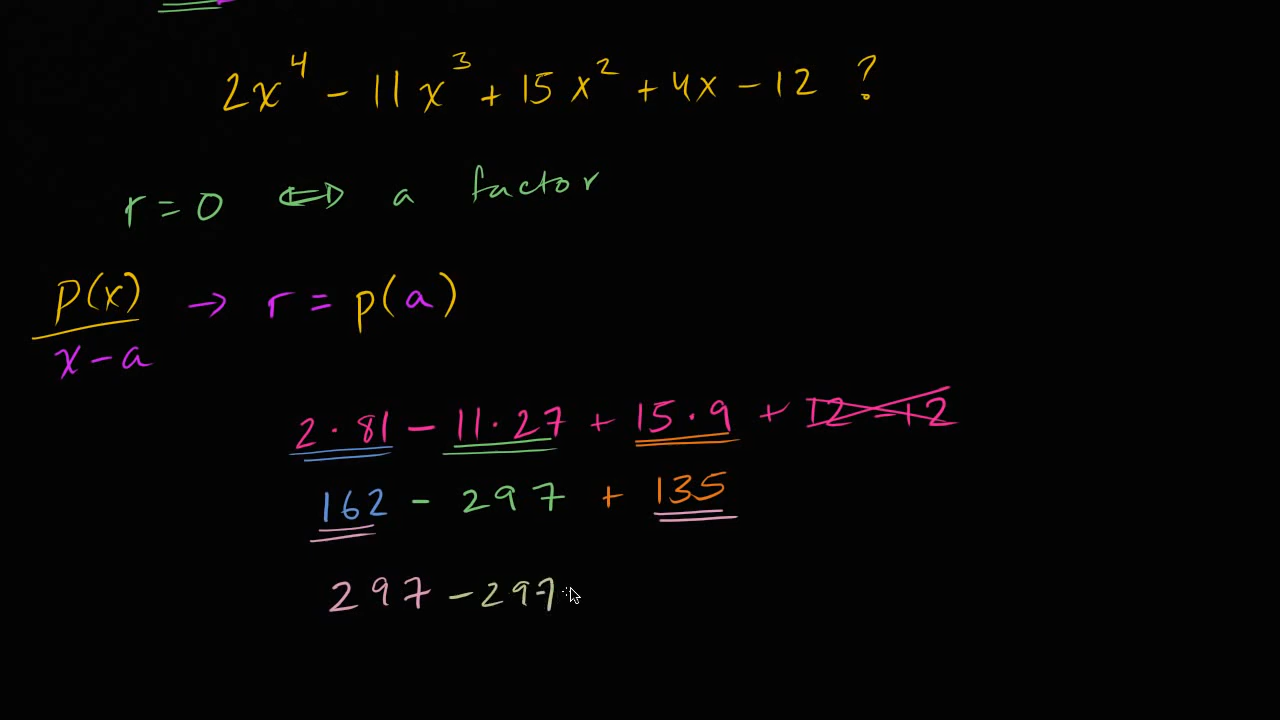 2x⁴ - 11x³ + 15x² + 4x - 12 ?
r = 0 ⟺ a factor
P(x)/x-a → r = p(a)
2·81 - 11·27 + 15·9 + 12 - 12
162 - 297 + 135
297 - 297